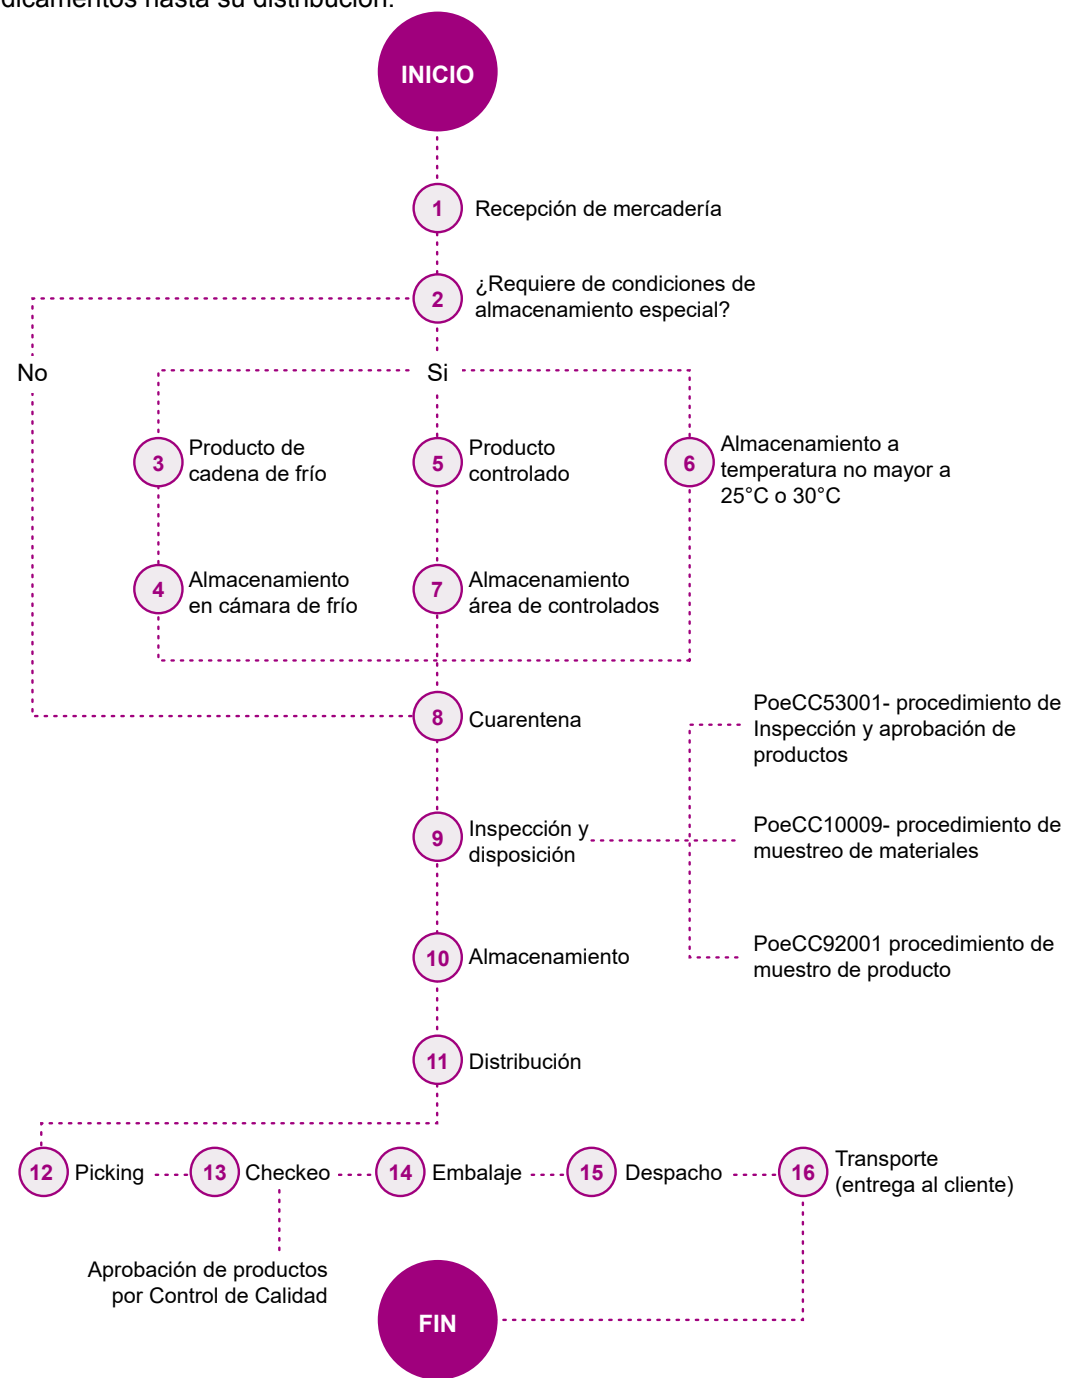 dicamentos hasta su distribución.
INICIO
1
Recepción de mercadería
2
¿Requiere de condiciones de
almacenamiento especial?
No
Si
3
Producto de
cadena de frío
5
Producto
controlado
6
Almacenamiento a
temperatura no mayor a
25°C o 30°C
4
Almacenamiento
en cámara de frío
7
Almacenamiento
área de controlados
8
Cuarentena
PoeCC53001- procedimiento de
Inspección y aprobación de
productos
9
Inspección y
disposición
PoeCC10009- procedimiento de
muestreo de materiales
10
Almacenamiento
PoeCC92001 procedimiento de
muestro de producto
11
Distribución
12
Picking
13
Checkeo
14
Embalaje
15
Despacho
16
Transporte
(entrega al cliente)
Aprobación de productos
por Control de Calidad
FIN